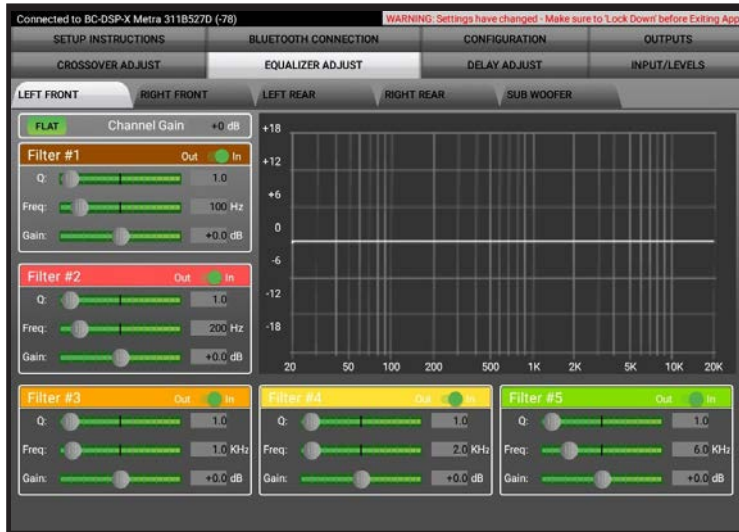 Connected to BC-DSP-X Metra 311B527D (-78) WARNING: Settings have changed - Make sure to 'Lock Down' before Exiting App
SETUP INSTRUCTIONS BLUETOOTH CONNECTION CONFIGURATION OUTPUTS
CROSSOVER ADJUST EQUALIZER ADJUST DELAY ADJUST INPUT/LEVELS
LEFT FRONT RIGHT FRONT LEFT REAR RIGHT REAR SUB WOOFER
FLAT Channel Gain +0 dB
Filter #1 Out In
Q: 1.0
Freq: 100 Hz
Gain: +0.0 dB
Filter #2 Out In
Q: 1.0
Freq: 200 Hz
Gain: +0.0 dB
+18
+12
+6
0
-6
-12
-18
20 50 100 200 500 1K 2K 5K 10K 20K
Filter #3 Out In
Q: 1.0
Freq: 1.0 KHz
Gain: +0.0 dB
Filter #4 Out In
Q: 1.0
Freq: 2.0 KHz
Gain: +0.0 dB
Filter #5 Out In
Q: 1.0
Freq: 6.0 KHz
Gain: +0.0 dB